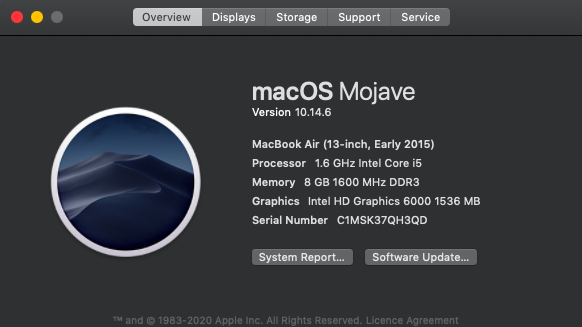 Overview Displays Storage Support Service
macOS Mojave
Version 10.14.6
MacBook Air (13-inch, Early 2015)
Processor 1.6 GHz Intel Core i5
Memory 8 GB 1600 MHz DDR3
Graphics Intel HD Graphics 6000 1536 MB
Serial Number C1MSK37QH3QD
System Report... Software Update...
™ and © 1983-2020 Apple Inc. All Rights Reserved. Licence Agreement